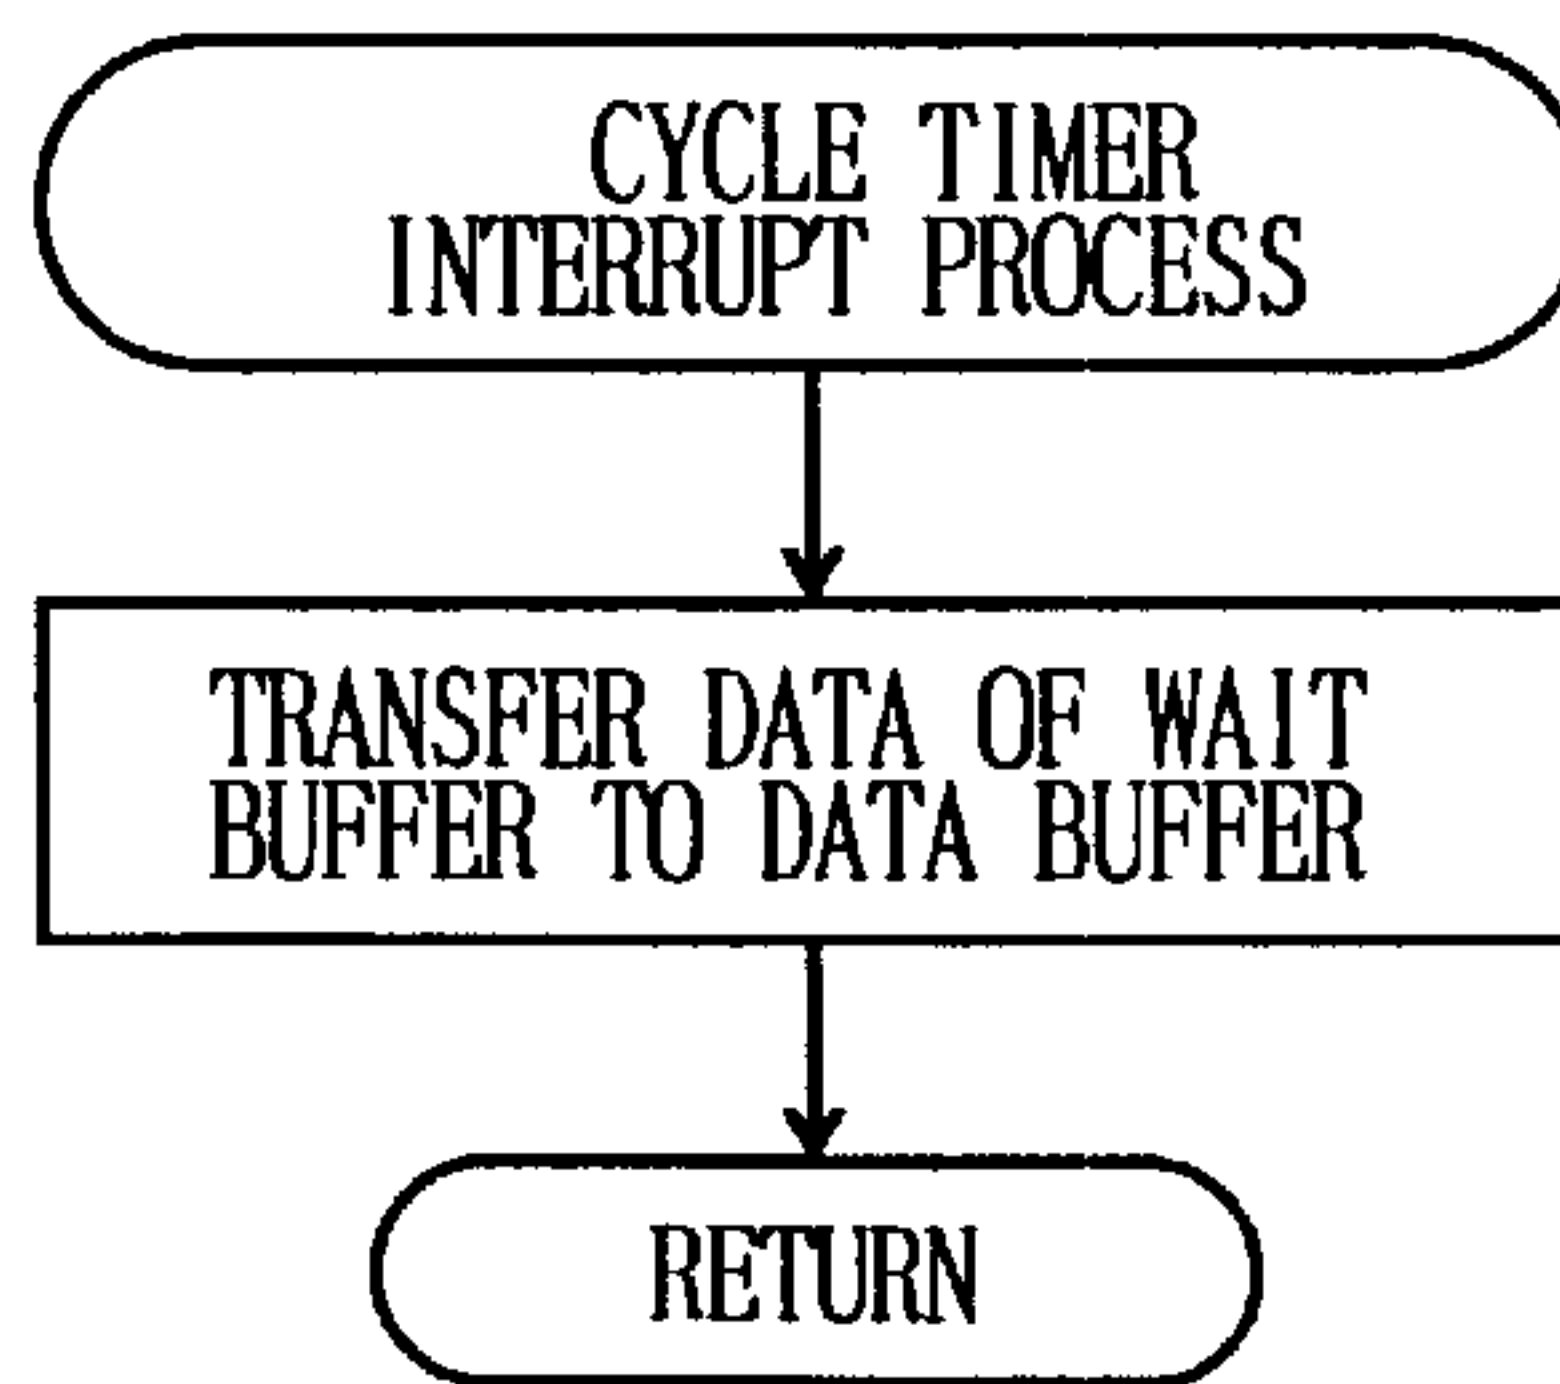 CYCLE TIMER
INTERRUPT PROCESS
TRANSFER DATA OF WAIT
BUFFER TO DATA BUFFER
RETURN